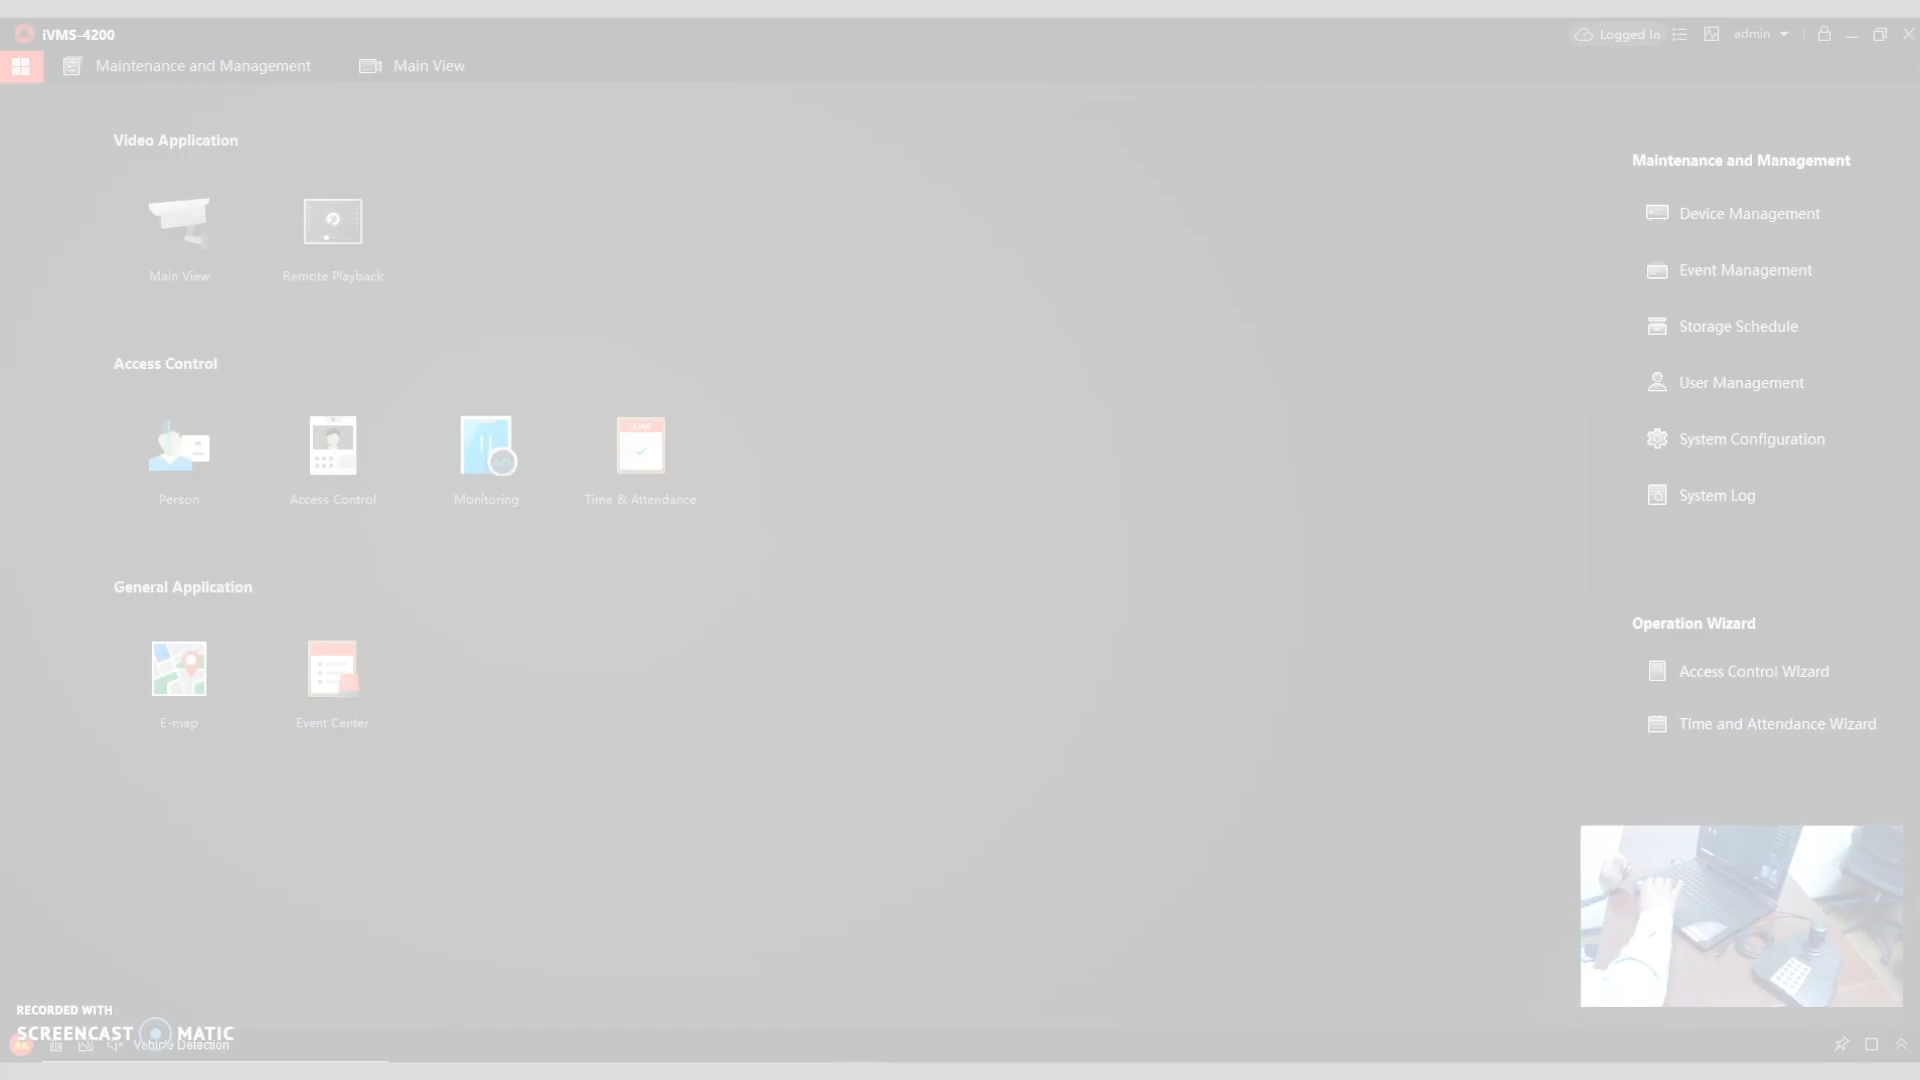 iVMS-4200
Logged In
admin
Maintenance and Management
Main View
Video Application
Main View
Remote Playback
Access Control
Person
Access Control
Monitoring
JUNE
Time & Attendance
General Application
E-map
Event Center
Maintenance and Management
Device Management
Event Management
Storage Schedule
User Management
System Configuration
System Log
Operation Wizard
Access Control Wizard
Time and Attendance Wizard
RECORDED WITH
SCREENCAST MATIC
Vehicle Detection